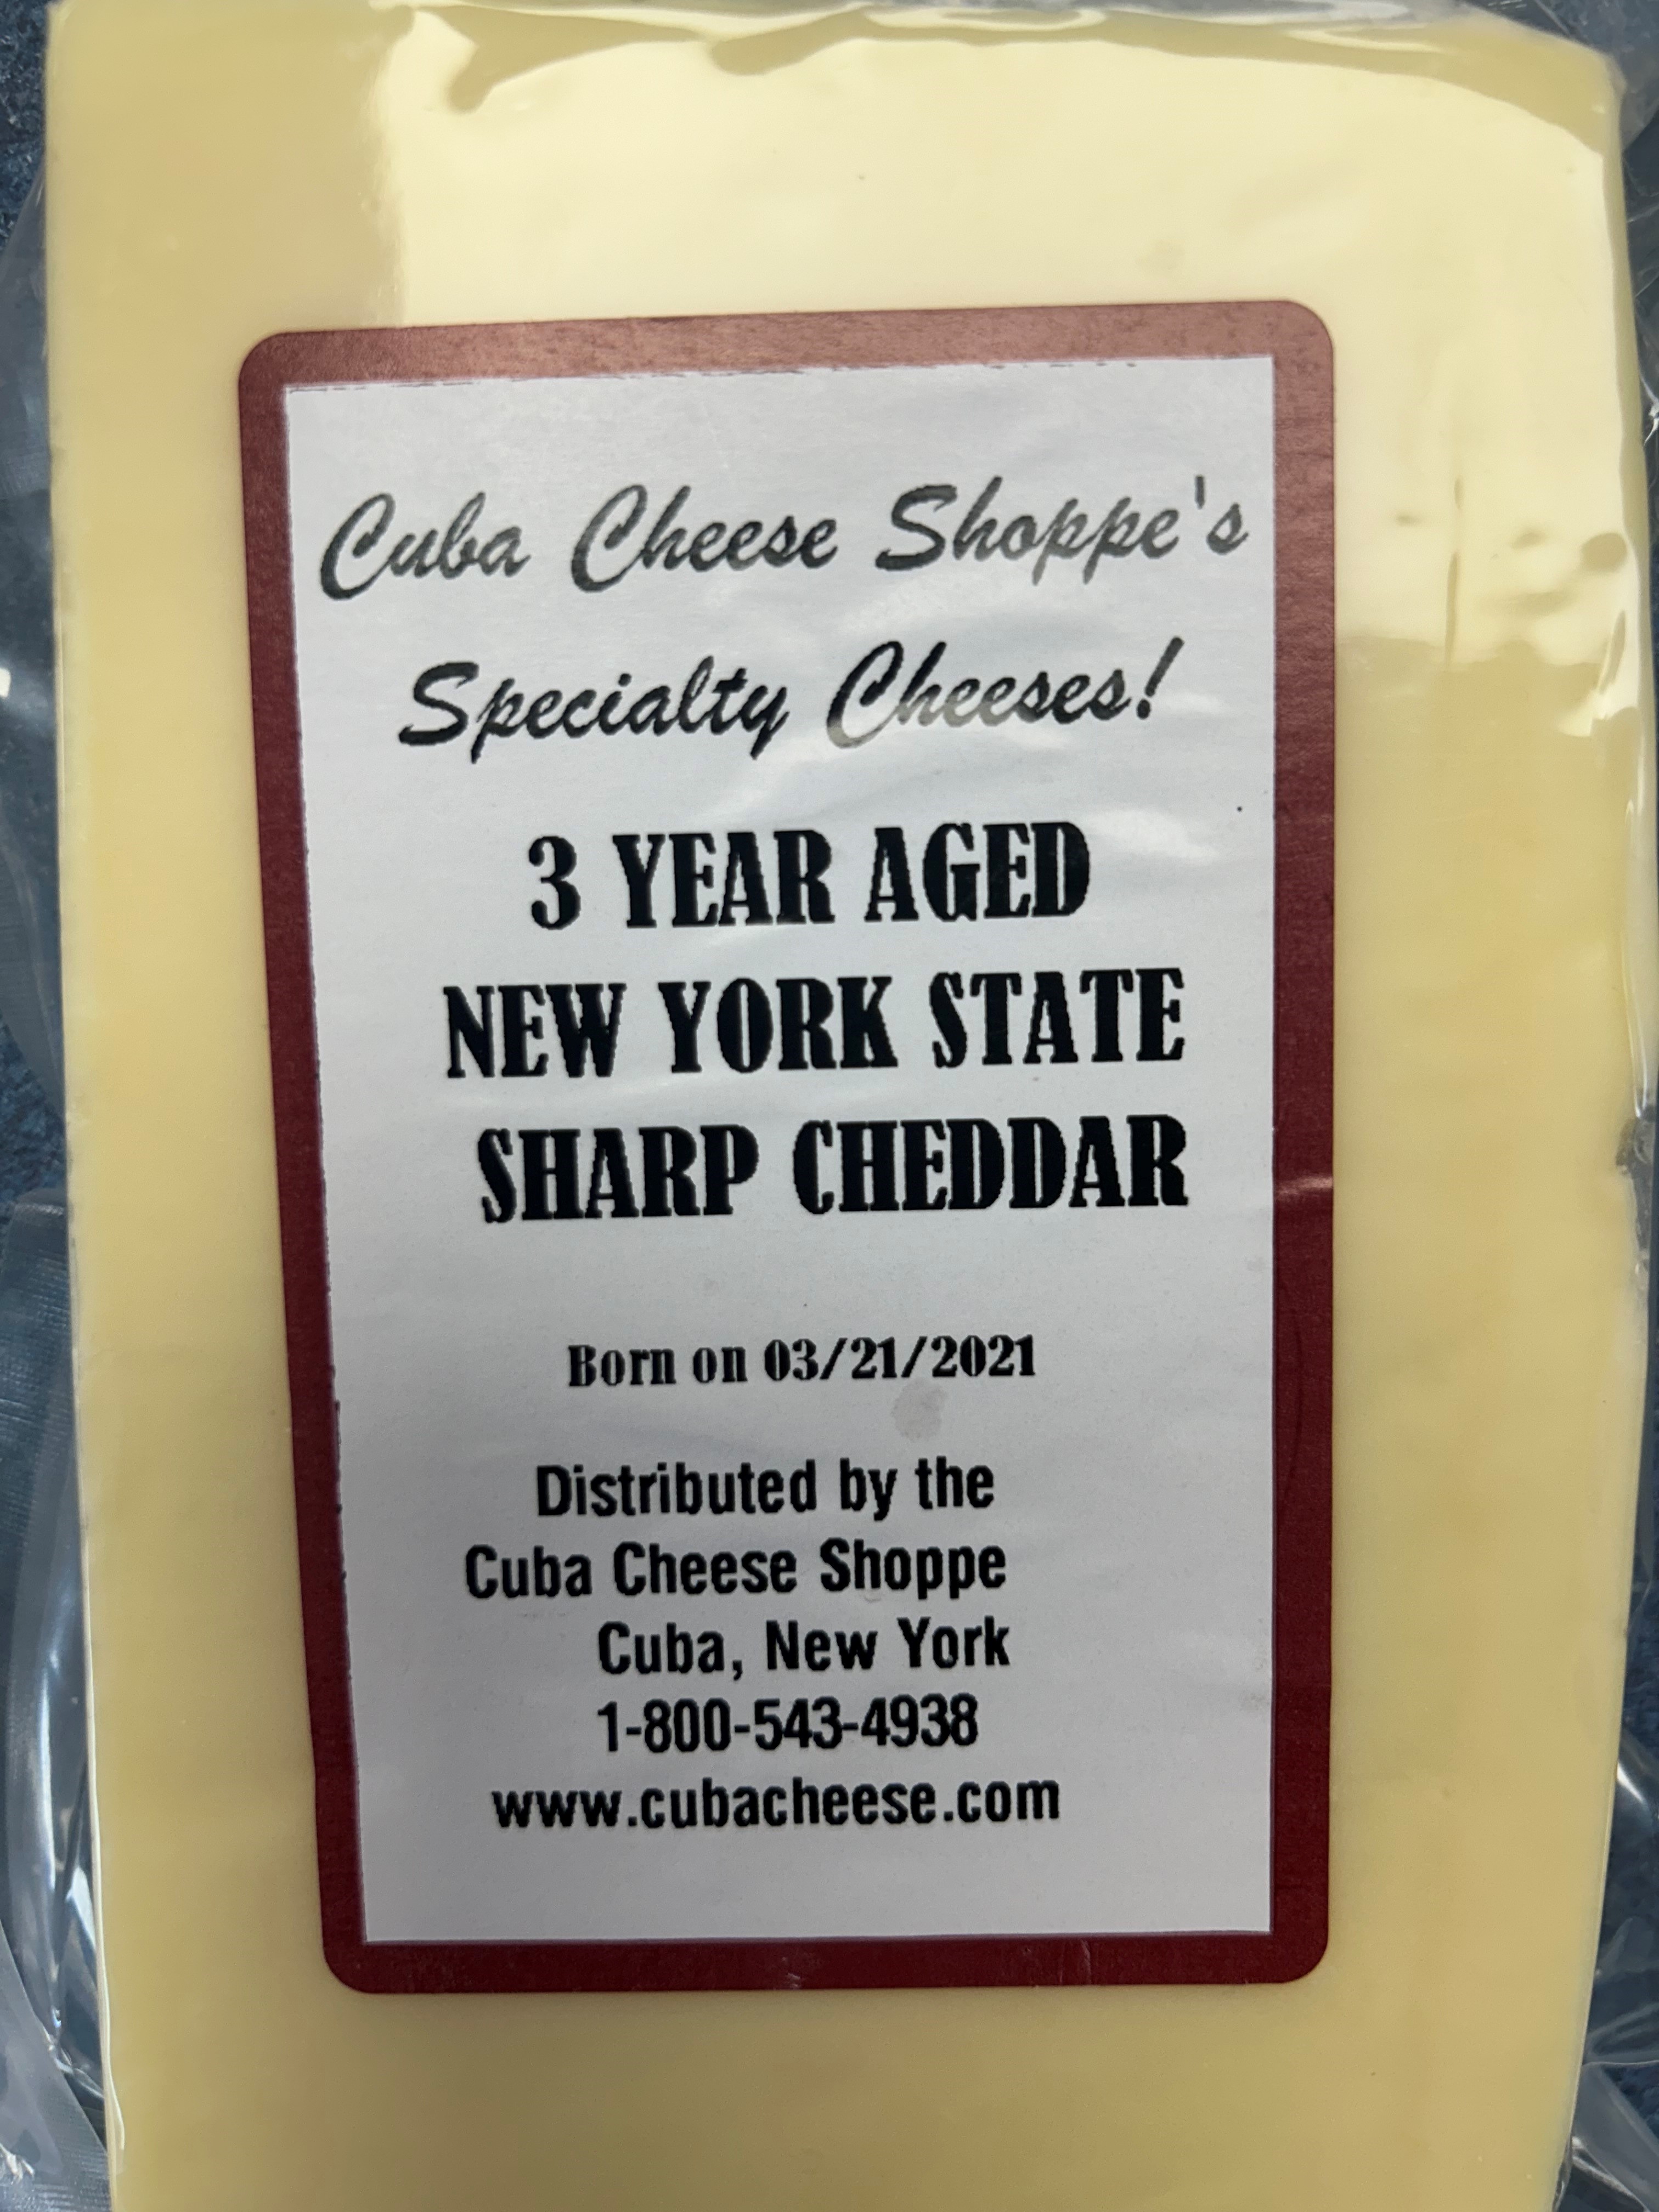 Cuba Cheese Shoppe's
Specialty Cheeses!
3 YEAR AGED
NEW YORK STATE
SHARP CHEDDAR
Born on 03/21/2021
Distributed by the
Cuba Cheese Shoppe
Cuba, New York
1-800-543-4938
www.cubacheese.com